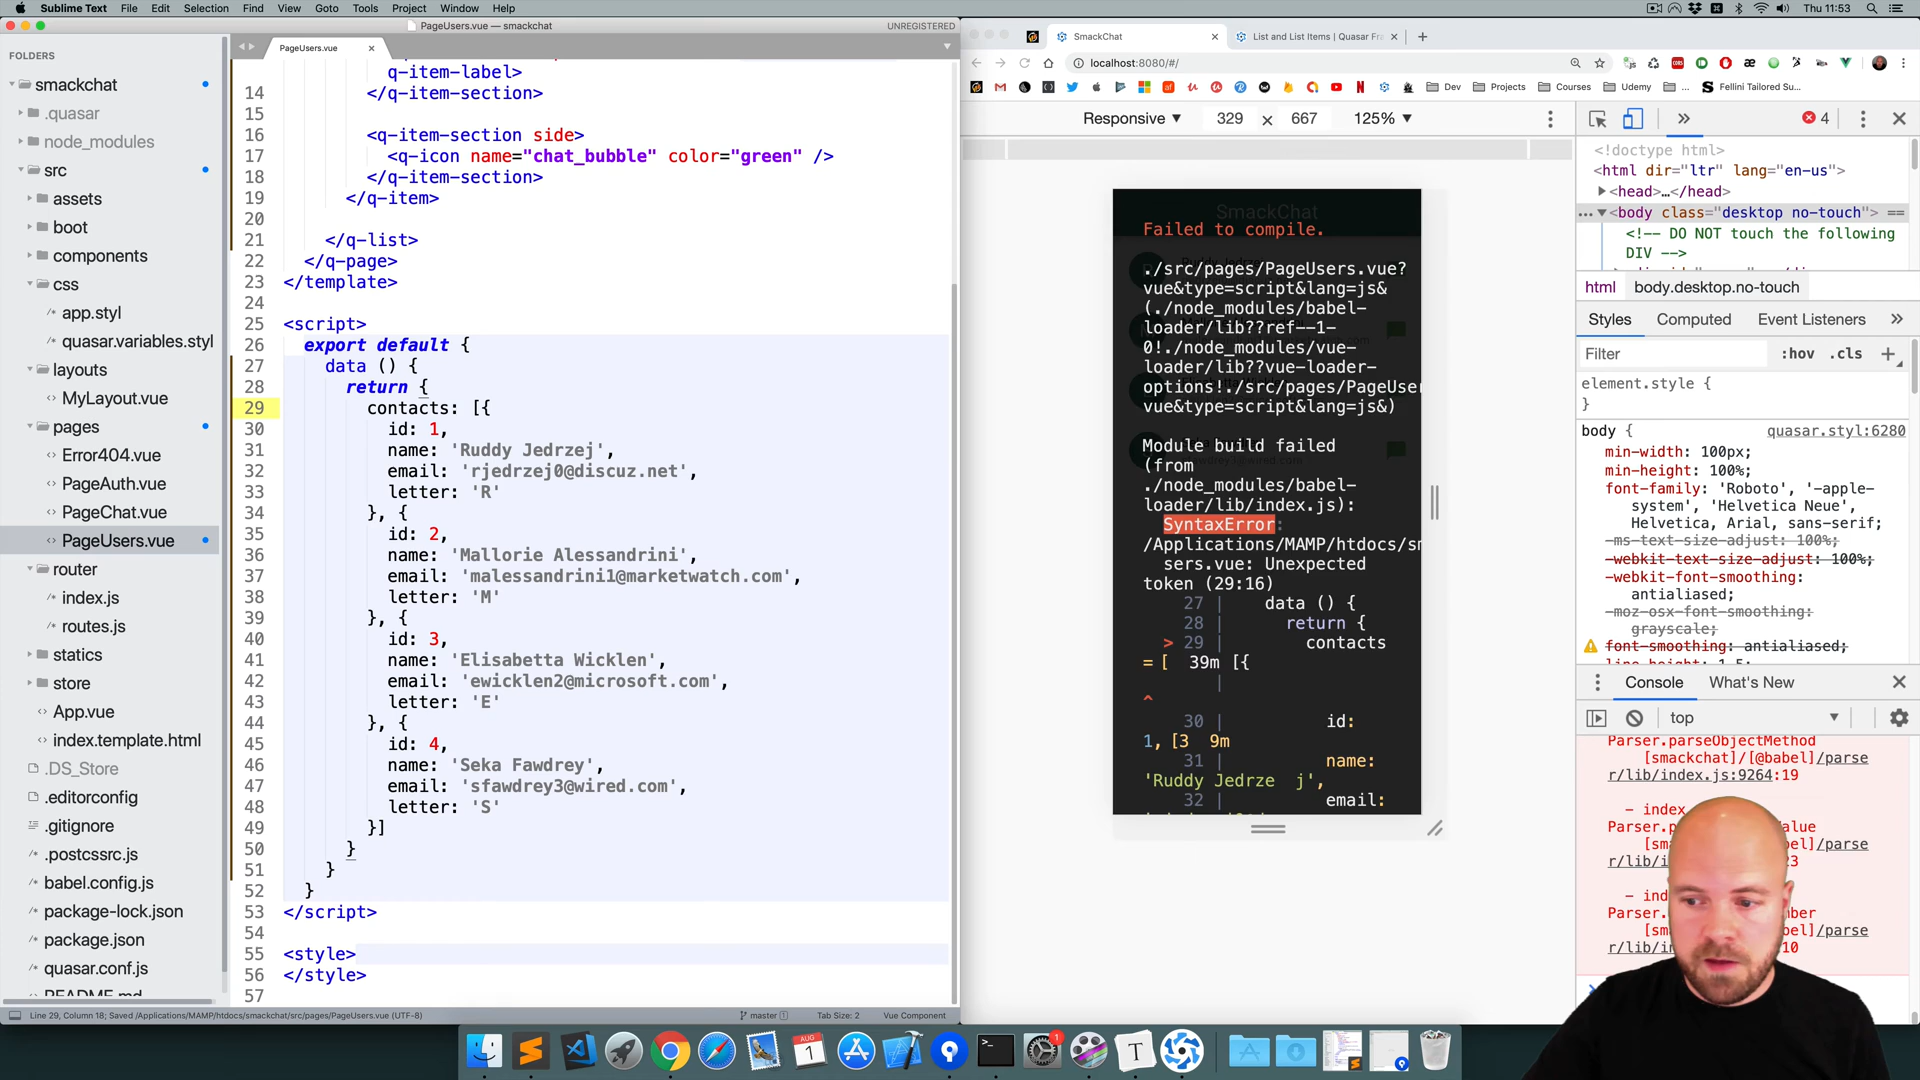 Sublime Text File Edit Selection Find View Goto Tools Project Window Help
Thu 11:53
PageUsers.vue — smackchat
UNREGISTERED
FOLDERS
smackchat
.quasar
node_modules
src
assets
boot
components
css
app.styl
quasar.variables.styl
layouts
MyLayout.vue
pages
Error404.vue
PageAuth.vue
PageChat.vue
PageUsers.vue
router
index.js
routes.js
statics
store
App.vue
index.template.html
.DS_Store
.editorconfig
.gitignore
.postcssrc.js
babel.config.js
package-lock.json
package.json
quasar.conf.js
README.md
PageUsers.vue
q-item-label>
14 </q-item-section>
15
16 <q-item-section side>
17 <q-icon name="chat_bubble" color="green" />
18 </q-item-section>
19 </q-item>
20
21 </q-list>
22 </q-page>
23 </template>
24
25 <script>
26 export default {
27 data () {
28 return {
29 contacts: [{
30 id: 1,
31 name: 'Ruddy Jedrzej',
32 email: 'rjedrzej0@discuz.net',
33 letter: 'R'
34 }, {
35 id: 2,
36 name: 'Mallorie Alessandrini',
37 email: 'malessandrini1@marketwatch.com',
38 letter: 'M'
39 }, {
40 id: 3,
41 name: 'Elisabetta Wicklen',
42 email: 'ewicklen2@microsoft.com',
43 letter: 'E'
44 }, {
45 id: 4,
46 name: 'Seka Fawdrey',
47 email: 'sfawdrey3@wired.com',
48 letter: 'S'
49 }]
50 }
51 }
52 }
53 </script>
54
55 <style>
56 </style>
57
Line 29, Column 18; Saved /Applications/MAMP/htdocs/smackchat/src/pages/PageUsers.vue (UTF-8)
master 1
Tab Size: 2
Vue Component
SmackChat
List and List Items | Quasar Fra
localhost:8080/#/
Dev
Projects
Courses
Udemy
...
Fellini Tailored Su...
Responsive 329 × 667 125%
SmackChat
Failed to compile.
./src/pages/PageUsers.vue?
vue&type=script&lang=js&
(./node_modules/babel-
loader/lib??ref--1-
0!./node_modules/vue-
loader/lib??vue-loader-
options!./src/pages/PageUser
vue&type=script&lang=js&)
Module build failed
(from
./node_modules/babel-
loader/lib/index.js):
SyntaxError:
/Applications/MAMP/htdocs/sm
sers.vue: Unexpected
token (29:16)
27 | data () {
28 | return {
> 29 | contacts
= [ 39m [{
|
^
30 | id:
1, [3 9m
31 | name:
'Ruddy Jedrze j',
32 | email:
4
<!doctype html>
<html dir="ltr" lang="en-us">
<head>…</head>
...<body class="desktop no-touch"> ==
<!-- DO NOT touch the following
DIV -->
html body.desktop.no-touch
Styles Computed Event Listeners
Filter :hov .cls +
element.style {
}
body { quasar.styl:6280
min-width: 100px;
min-height: 100%;
font-family: 'Roboto', '-apple-
system', 'Helvetica Neue',
Helvetica, Arial, sans-serif;
-ms-text-size-adjust: 100%;
-webkit-text-size-adjust: 100%;
-webkit-font-smoothing:
antialiased;
-moz-osx-font-smoothing:
grayscale;
font-smoothing: antialiased;
line-height: 1.5;
Console What's New
top
Parser.parseObjectMethod
[smackchat]/[@babel]/parse
r/lib/index.js:9264:19
- index
AUG
1
1